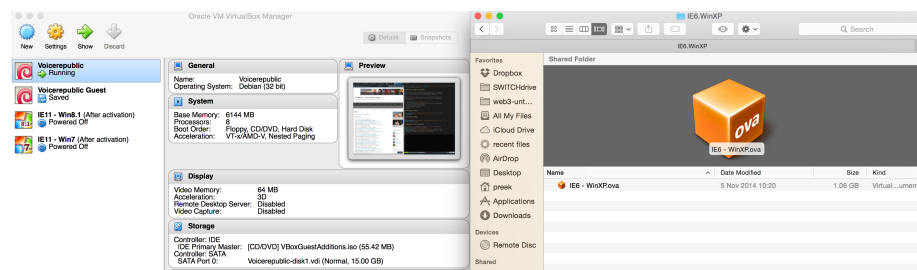 Oracle VM VirtualBox Manager
New Settings Show Discard
Details Snapshots
Voicerepublic
Running
Voicerepublic Guest
Saved
IE11 - Win8.1 (After activation)
Powered Off
IE11 - Win7 (After activation)
Powered Off
General
Name: Voicerepublic
Operating System: Debian (32 bit)
System
Base Memory: 6144 MB
Processors: 8
Boot Order: Floppy, CD/DVD, Hard Disk
Acceleration: VT-x/AMD-V, Nested Paging
Preview
Display
Video Memory: 64 MB
Acceleration: 3D
Remote Desktop Server: Disabled
Video Capture: Disabled
Storage
Controller: IDE
IDE Primary Master: [CD/DVD] VBoxGuestAdditions.iso (55.42 MB)
Controller: SATA
SATA Port 0: Voicerepublic-disk1.vdi (Normal, 15.00 GB)
IE6.WinXP
Search
IE6.WinXP
Favorites
Dropbox
SWITCHdrive
web3-unt...
All My Files
iCloud Drive
recent files
AirDrop
Desktop
preek
Applications
Downloads
Devices
Remote Disc
Shared
Shared Folder
ova
IE6 - WinXP.ova
Name Date Modified Size Kind
IE6 - WinXP.ova 5 Nov 2014 10:20 1.06 GB Virtual...umen